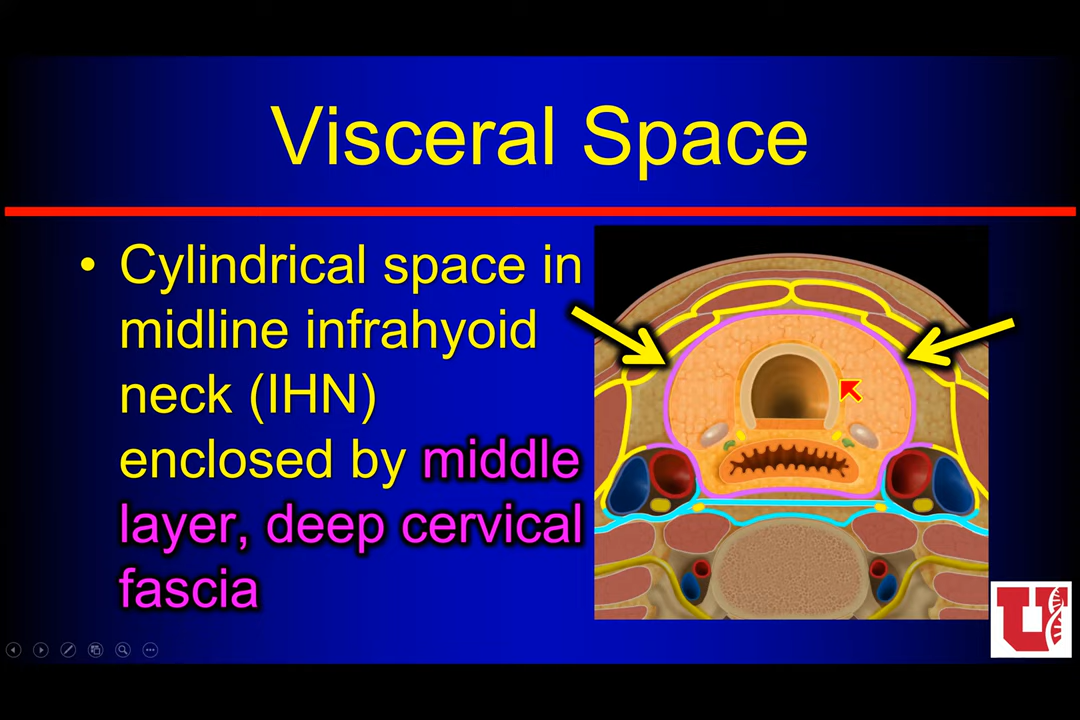 Visceral Space
• Cylindrical space in
midline infrahyoid
neck (IHN)
enclosed by middle
layer, deep cervical
fascia
U